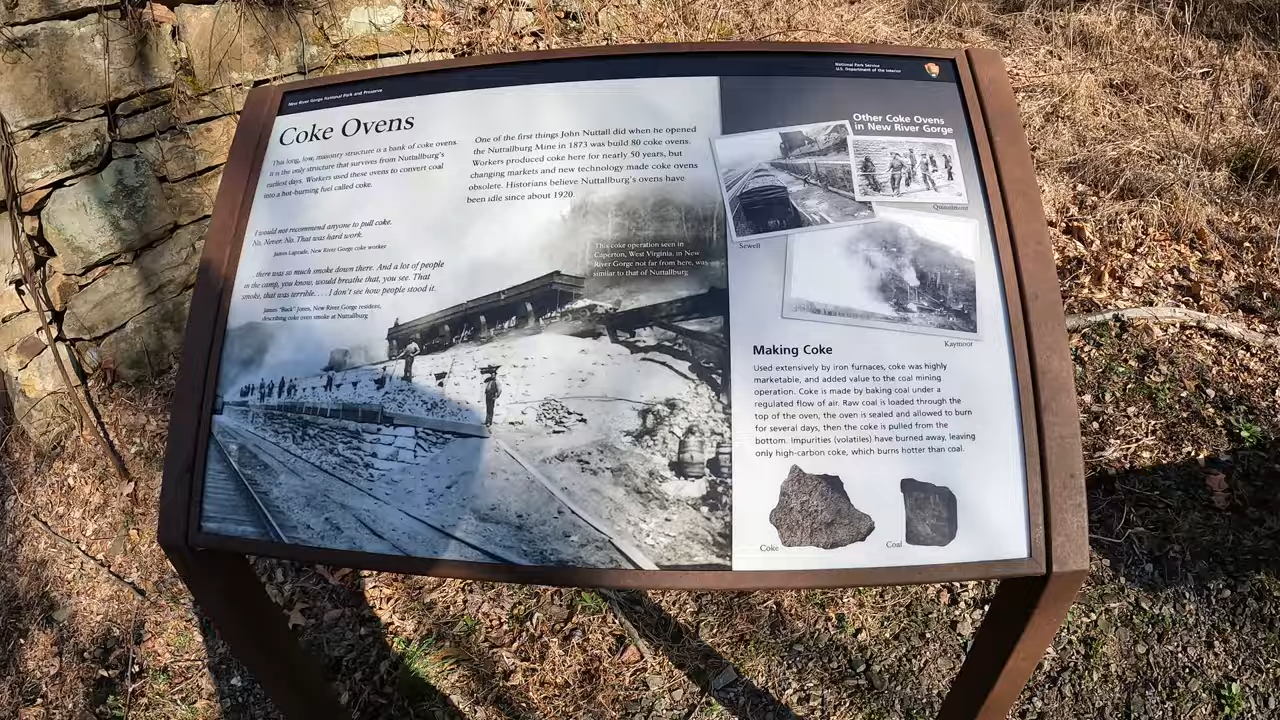 New River Gorge National Park and Preserve
National Park Service
U.S. Department of the Interior
Coke Ovens
This long, low, masonry structure is a bank of coke ovens.
It is the only structure that survives from Nuttallburg's
earliest days. Workers used these ovens to convert coal
into a hot-burning fuel called coke.
One of the first things John Nuttall did when he opened
the Nuttallburg Mine in 1873 was build 80 coke ovens.
Workers produced coke here for nearly 50 years, but
changing markets and new technology made coke ovens
obsolete. Historians believe Nuttallburg's ovens have
been idle since about 1920.
I would not recommend anyone to pull coke.
No, Never. No. That was hard work.
James Laprade, New River Gorge coke worker
... there was so much smoke down there. And a lot of people
in the camp, you know, would breathe that, you see. That
smoke, that was terrible. . . . I don't see how people stood it.
James "Buck" Jones, New River Gorge resident,
describing coke oven smoke at Nuttallburg
This coke operation seen in
Caperton, West Virginia, in New
River Gorge not far from here, was
similar to that of Nuttallburg
Other Coke Ovens
in New River Gorge
Quinnimont
Sewell
Kaymoor
Making Coke
Used extensively by iron furnaces, coke was highly
marketable, and added value to the coal mining
operation. Coke is made by baking coal under a
regulated flow of air. Raw coal is loaded through the
top of the oven, the oven is sealed and allowed to burn
for several days, then the coke is pulled from the
bottom. Impurities (volatiles) have burned away, leaving
only high-carbon coke, which burns hotter than coal.
Coke
Coal